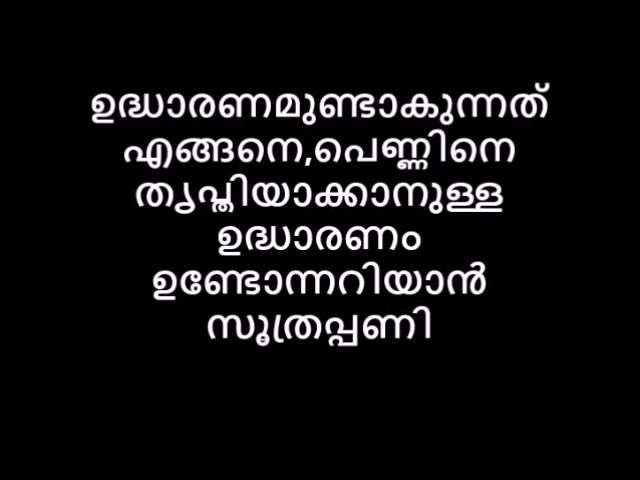 ഉദ്ധാരണമുണ്ടാകുന്നത്
എങ്ങനെ,പെണ്ണിനെ
തൃപ്തിയാക്കാനുള്ള
ഉദ്ധാരണം
ഉണ്ടോന്നറിയാൻ
സൂത്രപ്പണി